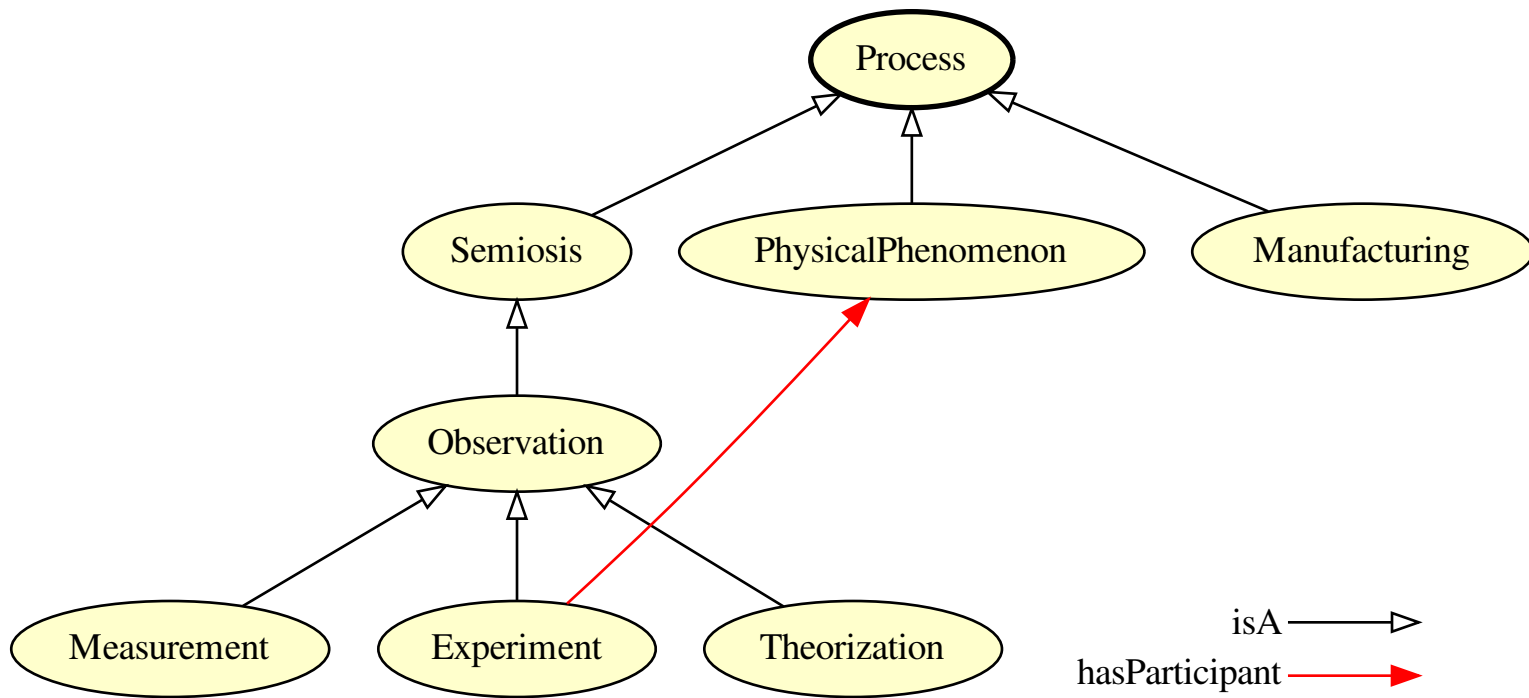 Process
Semiosis
PhysicalPhenomenon
Manufacturing
Observation
Measurement
Experiment
Theorization
isA
hasParticipant